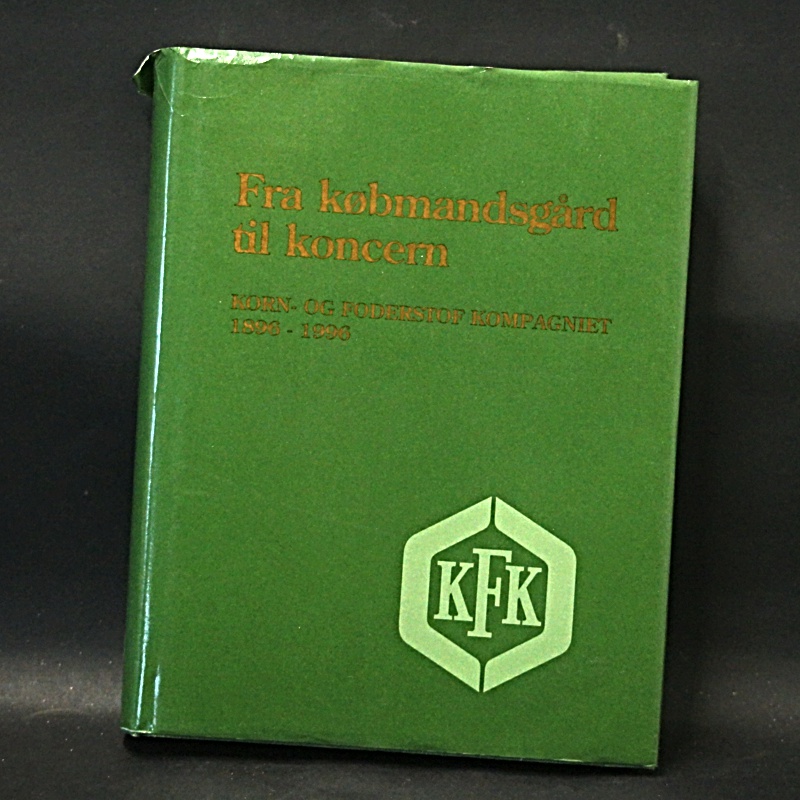 Fra købmandsgård
til koncern
KORN- OG FODERSTOF KOMPAGNIET
1896 - 1996
KFK